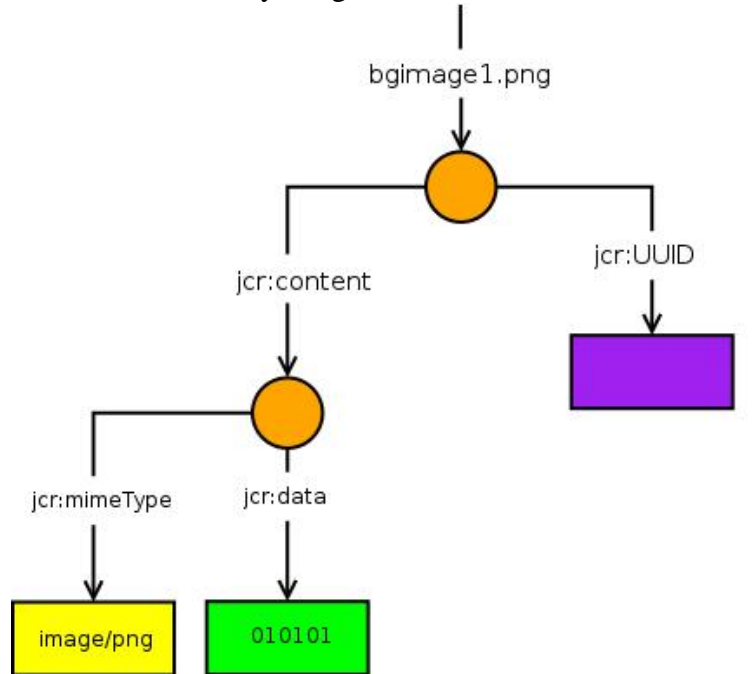 bgimage1.png
jcr:UUID
jcr:content
jcr:mimeType
jcr:data
image/png
010101